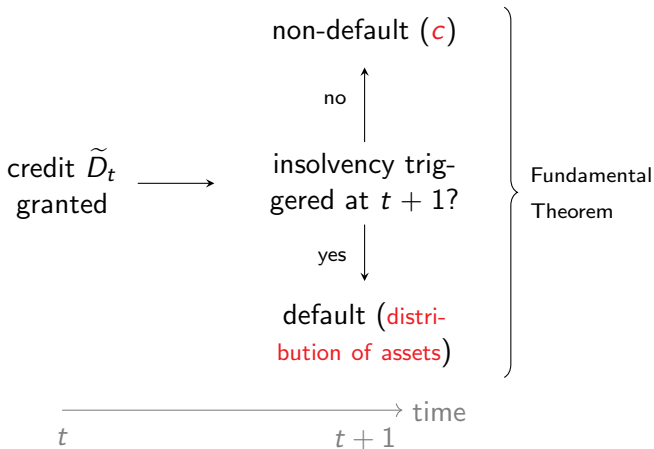 non-default (c)
no
credit D̃ₜ
granted
insolvency trig-
gered at t + 1?
Fundamental
Theorem
yes
default (distri-
bution of assets)
time
t
t + 1